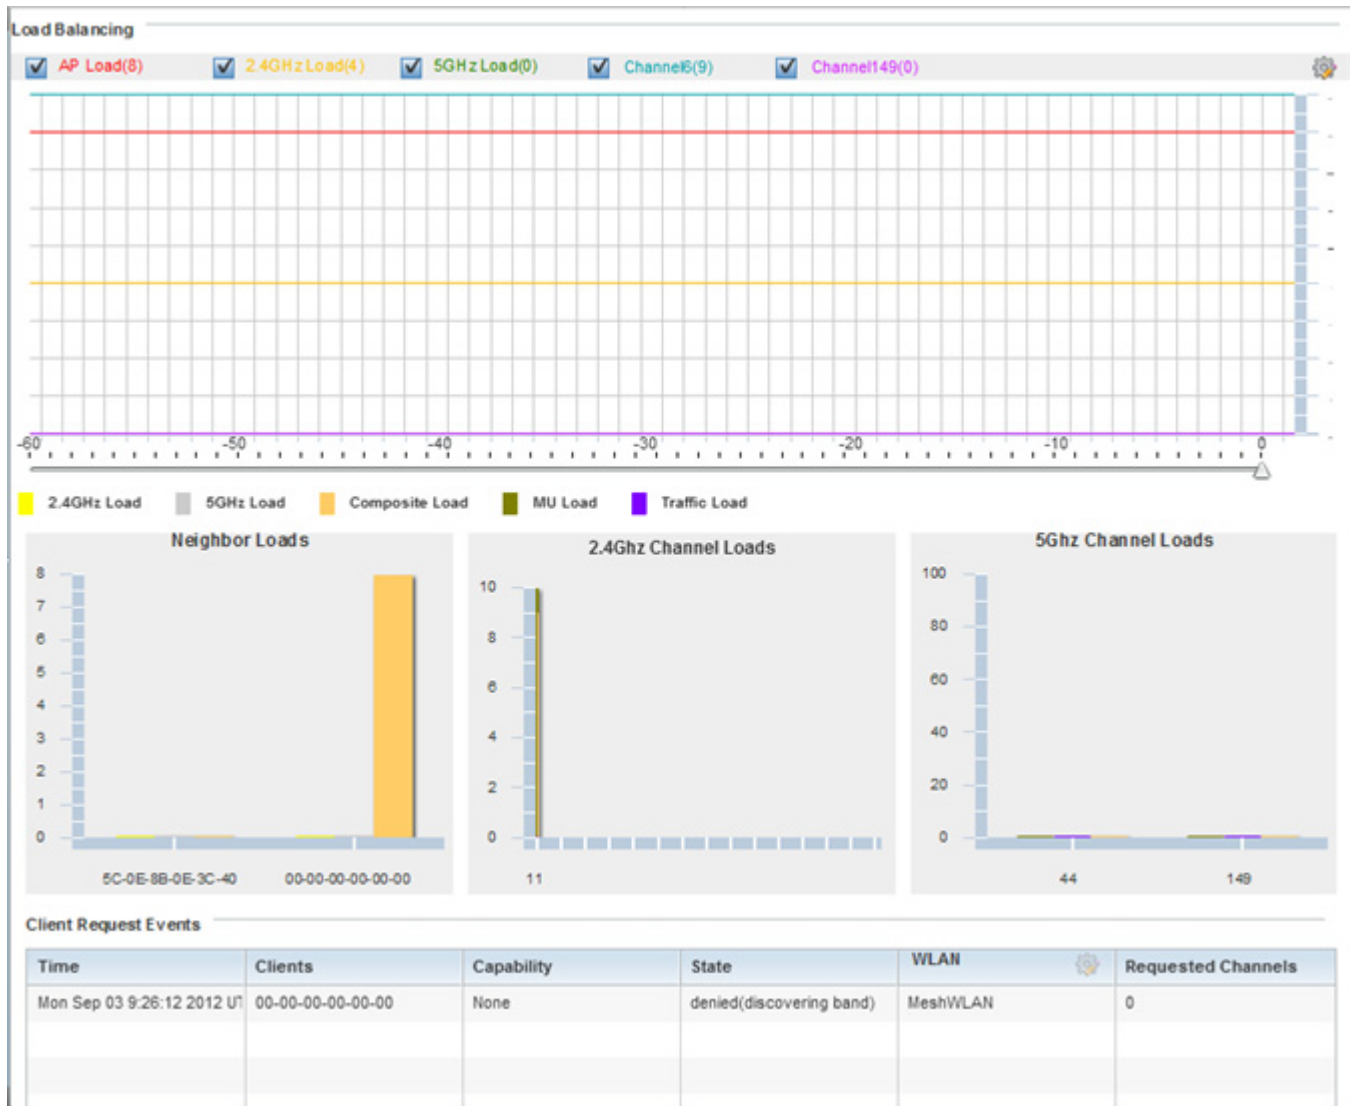 Load Balancing
AP Load(8) 2.4GHz Load(4) 5GHz Load(0) Channel6(9) Channel149(0)
-60 -50 -40 -30 -20 -10 0
2.4GHz Load 5GHz Load Composite Load MU Load Traffic Load
Neighbor Loads
8
7
6
5
4
3
2
1
0
5C-0E-8B-0E-3C-40 00-00-00-00-00-00
2.4Ghz Channel Loads
10
8
6
4
2
0
11
5Ghz Channel Loads
100
80
60
40
20
0
44 149
Client Request Events
Time Clients Capability State WLAN Requested Channels
Mon Sep 03 9:26:12 2012 UT 00-00-00-00-00-00 None denied(discovering band) MeshWLAN 0